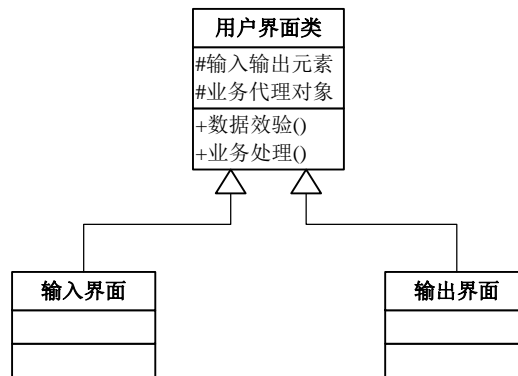 用户界面类
#输入输出元素
#业务代理对象
+数据效验()
+业务处理()
输入界面
输出界面